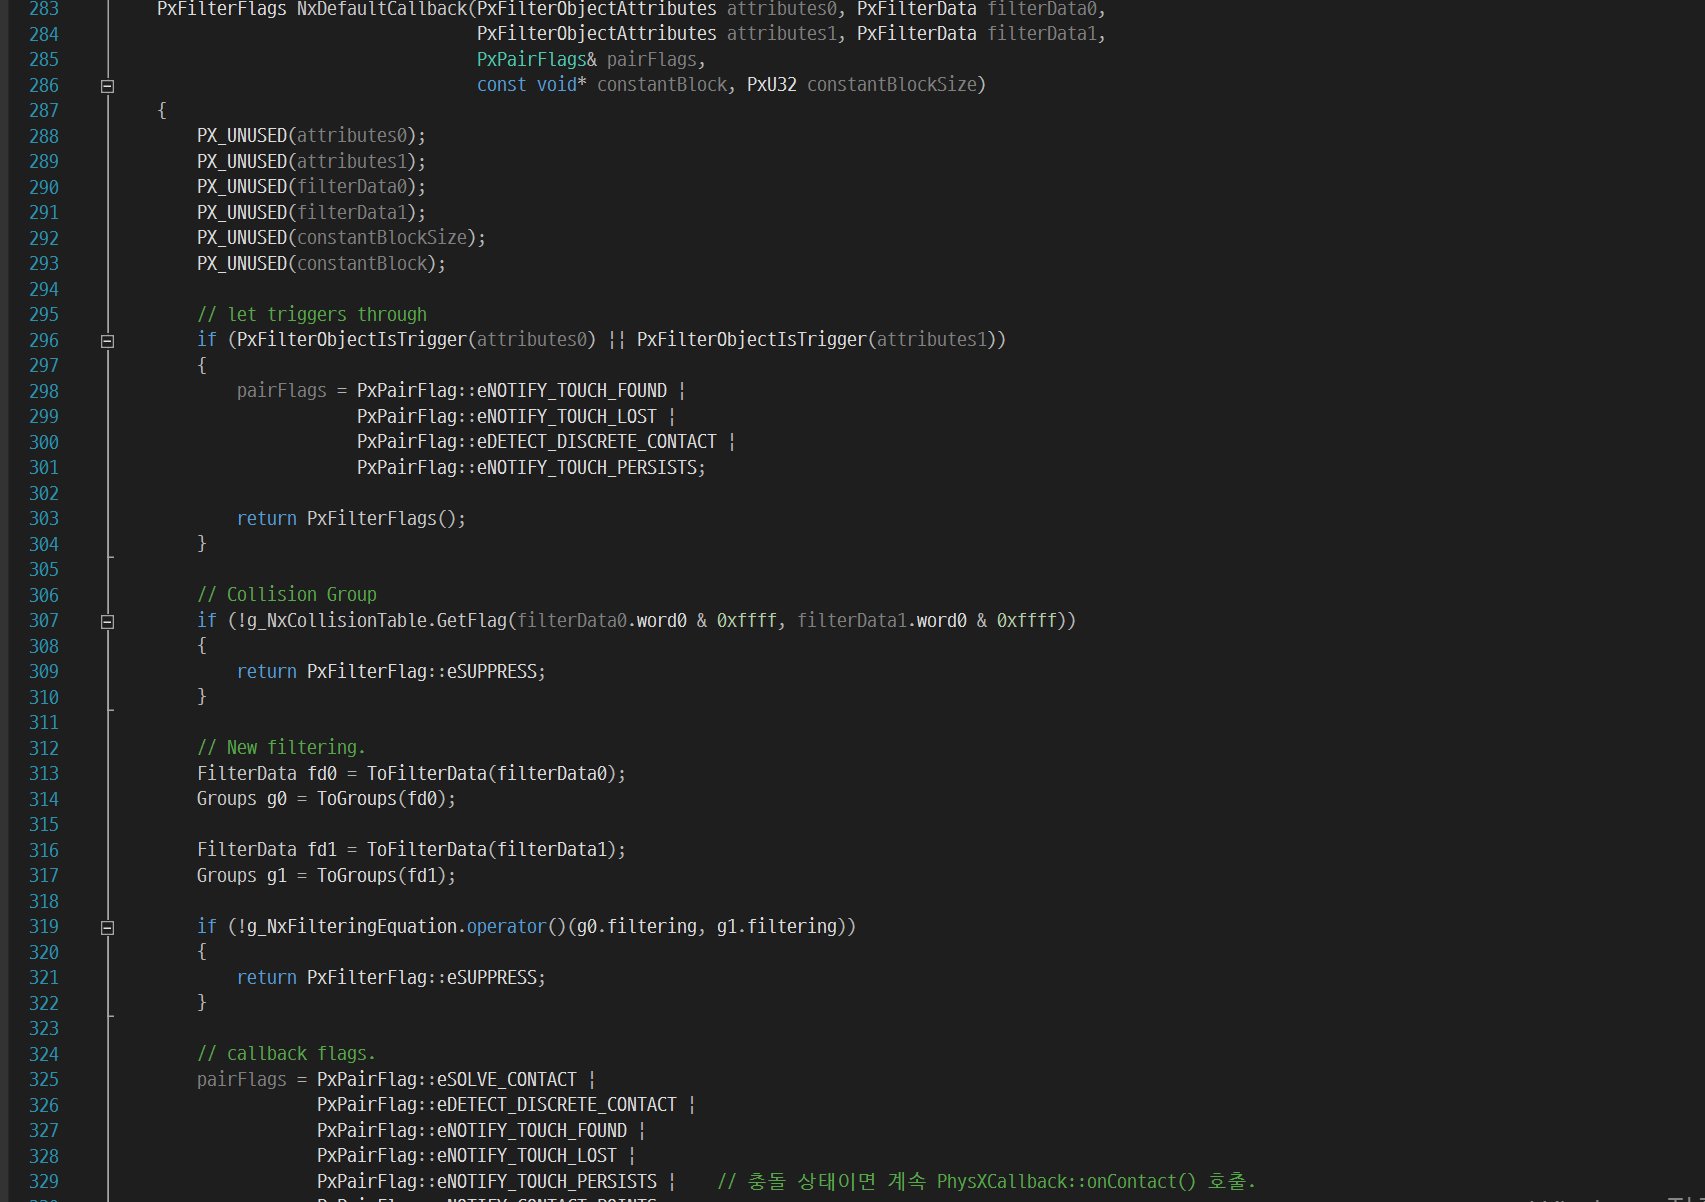 283 PxFilterFlags NxDefaultCallback(PxFilterObjectAttributes attributes0, PxFilterData filterData0,
284 PxFilterObjectAttributes attributes1, PxFilterData filterData1,
285 PxPairFlags& pairFlags,
286 const void* constantBlock, PxU32 constantBlockSize)
287 {
288 PX_UNUSED(attributes0);
289 PX_UNUSED(attributes1);
290 PX_UNUSED(filterData0);
291 PX_UNUSED(filterData1);
292 PX_UNUSED(constantBlockSize);
293 PX_UNUSED(constantBlock);
294
295 // let triggers through
296 if (PxFilterObjectIsTrigger(attributes0) || PxFilterObjectIsTrigger(attributes1))
297 {
298 pairFlags = PxPairFlag::eNOTIFY_TOUCH_FOUND |
299 PxPairFlag::eNOTIFY_TOUCH_LOST |
300 PxPairFlag::eDETECT_DISCRETE_CONTACT |
301 PxPairFlag::eNOTIFY_TOUCH_PERSISTS;
302
303 return PxFilterFlags();
304 }
305
306 // Collision Group
307 if (!g_NxCollisionTable.GetFlag(filterData0.word0 & 0xffff, filterData1.word0 & 0xffff))
308 {
309 return PxFilterFlag::eSUPPRESS;
310 }
311
312 // New filtering.
313 FilterData fd0 = ToFilterData(filterData0);
314 Groups g0 = ToGroups(fd0);
315
316 FilterData fd1 = ToFilterData(filterData1);
317 Groups g1 = ToGroups(fd1);
318
319 if (!g_NxFilteringEquation.operator()(g0.filtering, g1.filtering))
320 {
321 return PxFilterFlag::eSUPPRESS;
322 }
323
324 // callback flags.
325 pairFlags = PxPairFlag::eSOLVE_CONTACT |
326 PxPairFlag::eDETECT_DISCRETE_CONTACT |
327 PxPairFlag::eNOTIFY_TOUCH_FOUND |
328 PxPairFlag::eNOTIFY_TOUCH_LOST |
329 PxPairFlag::eNOTIFY_TOUCH_PERSISTS | // 충돌 상태이면 계속 PhysXCallback::onContact() 호출.